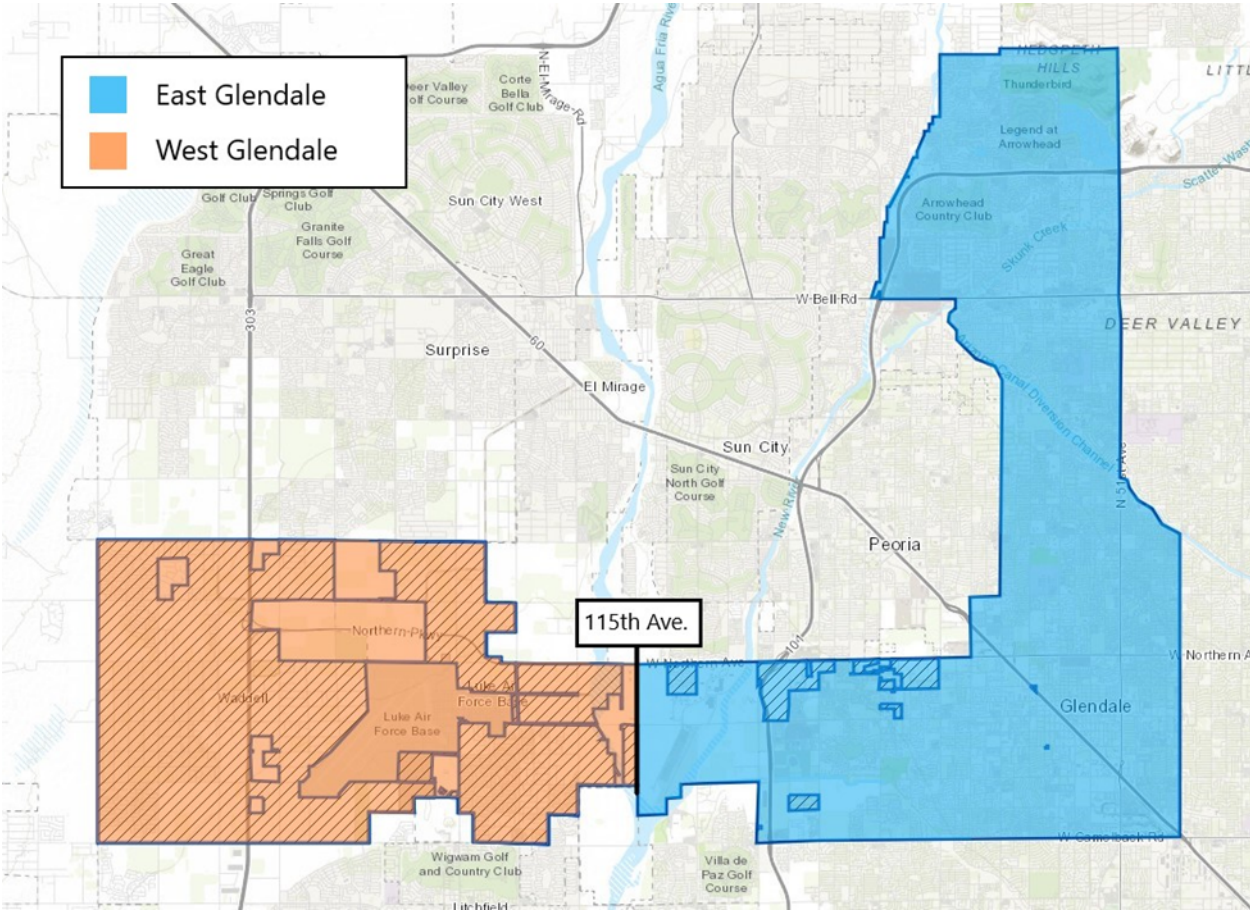 East Glendale
West Glendale
115th Ave.
HEDGPETH
HILLS
Thunderbird
LITTL
Legend at
Arrowhead
Scatter Wash
Arrowhead
Country Club
Skunk Creek
eer Valley
olf Course
Corte
Bella
Golf Club
N-El-Mirage-Rd
Agua Fria River
Golf Club
Springs Golf
Club
Sun City West
Granite
Falls Golf
Course
Great
Eagle
Golf Club
303
60
W Bell Rd
DEER VALLEY
Surprise
El Mirage
Canal Diversion Channel
Sun City
Sun City
North Golf
Course
N 51st Ave
New River
Peoria
Northern Pkwy
101
W Northern Ave
W Northern A
Waddell
Luke Air
Force Base
Luke Air
Force Base
Glendale
W Camelback Rd
Wigwam Golf
and Country Club
Villa de
Paz Golf
Course
Litchfield